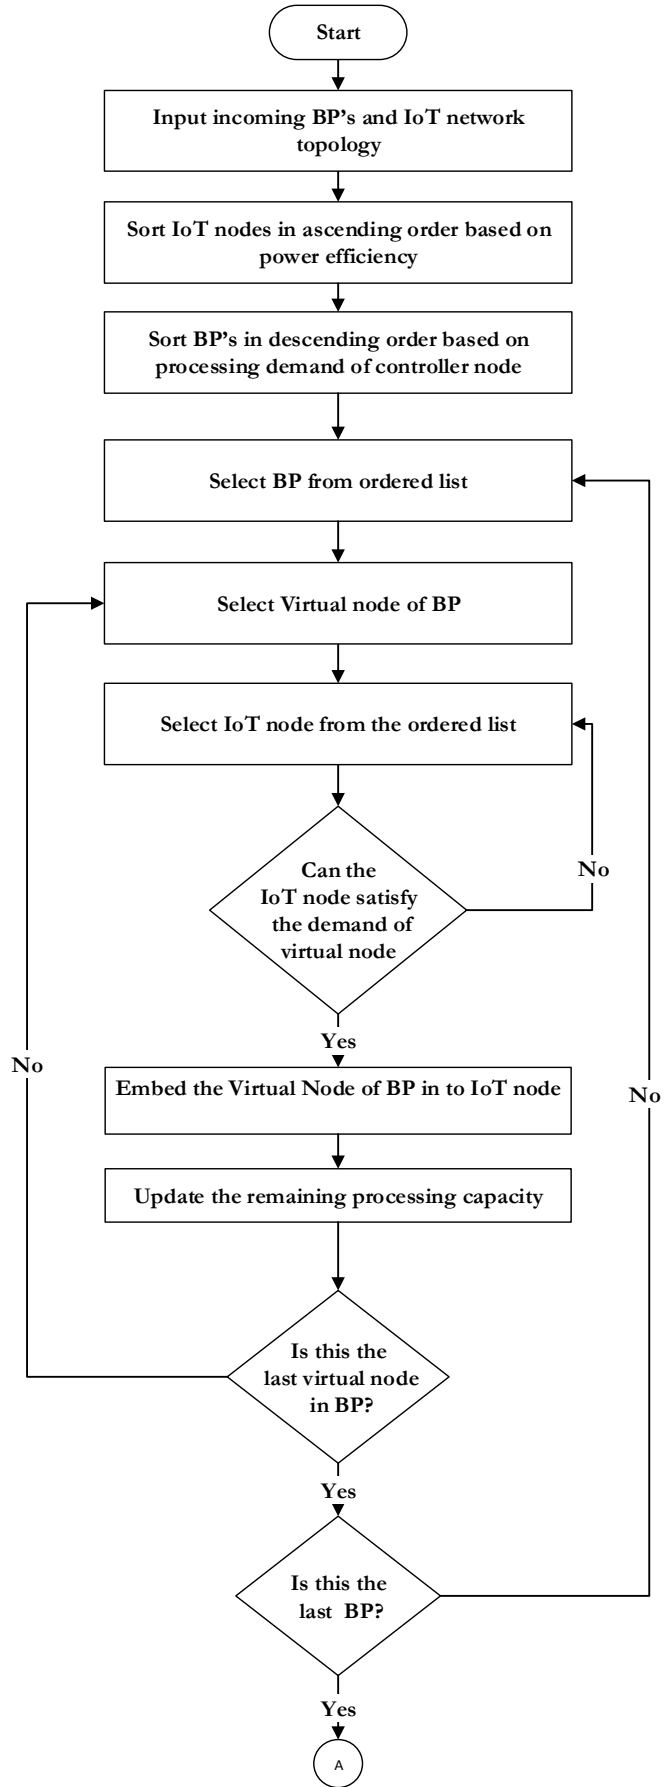 Start
Input incoming BP’s and IoT network
topology
Sort IoT nodes in ascending order based on
power efficiency
Sort BP’s in descending order based on
processing demand of controller node
Select BP from ordered list
Select Virtual node of BP
Select IoT node from the ordered list
Can the
IoT node satisfy
the demand of
virtual node
No
Yes
Embed the Virtual Node of BP in to IoT node
No
No
Update the remaining processing capacity
Is this the
last virtual node
in BP?
Yes
Is this the
last BP?
Yes
A